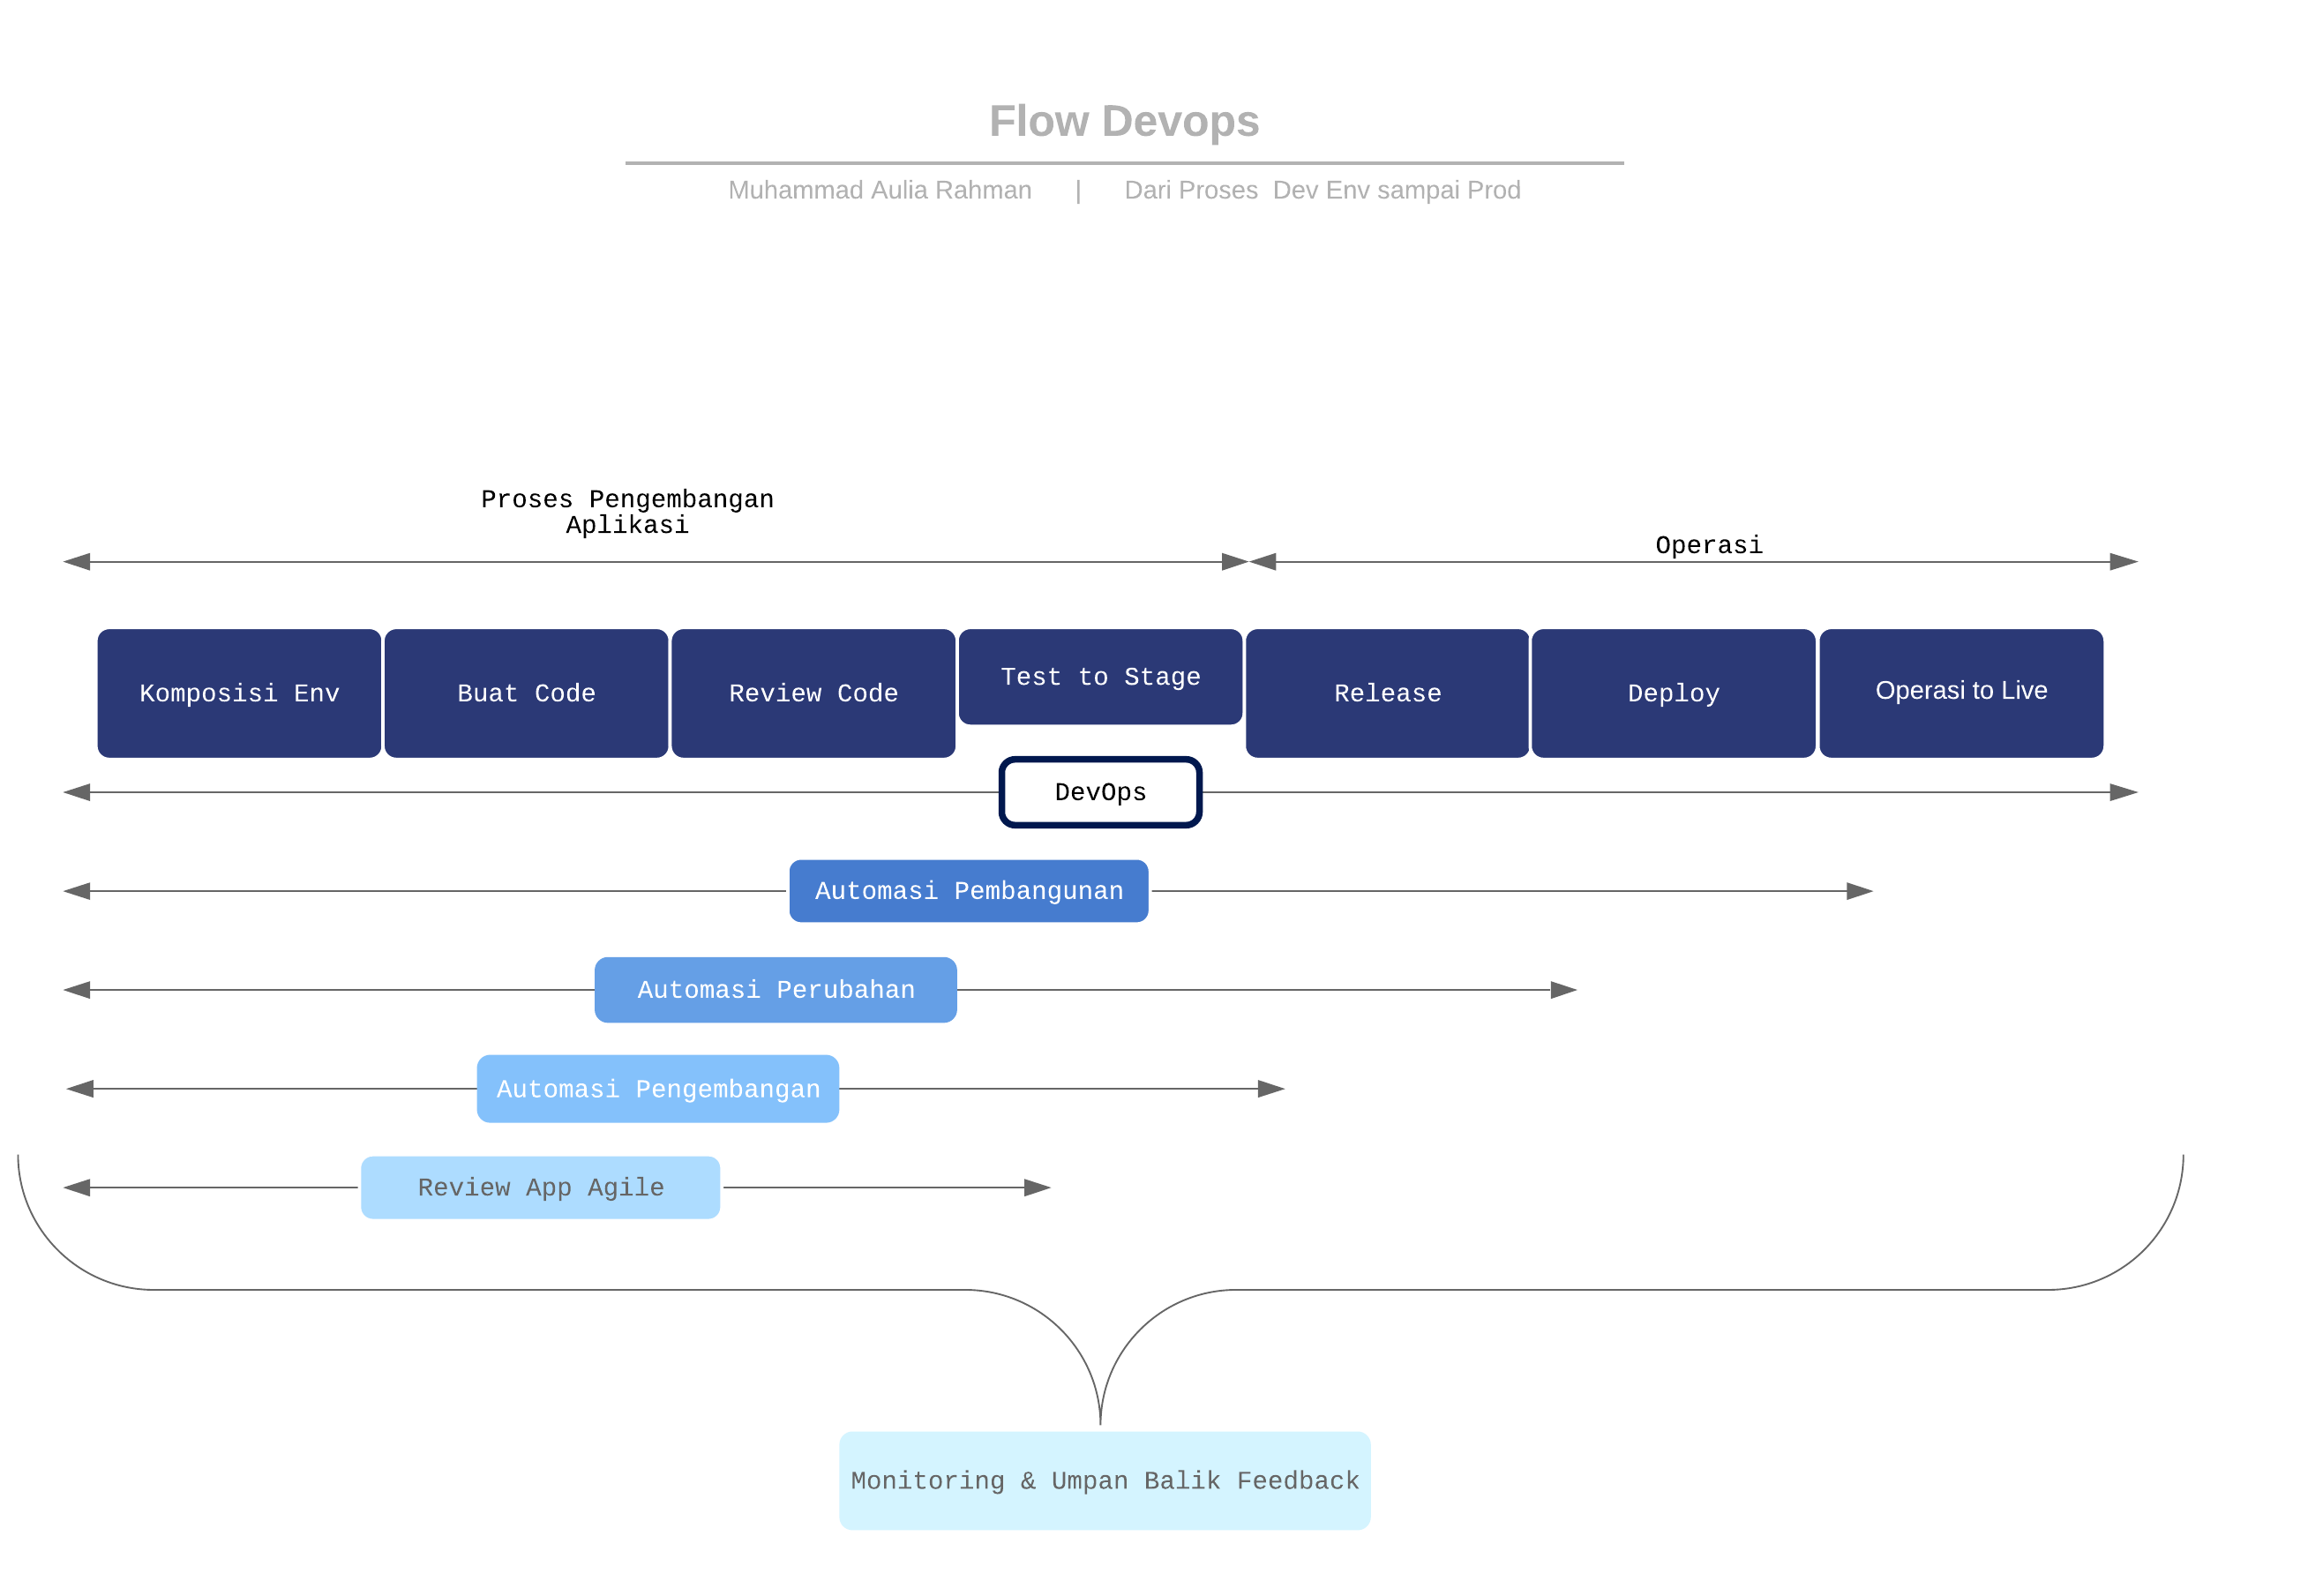 Flow Devops
Muhammad Aulia Rahman | Dari Proses Dev Env sampai Prod
Proses Pengembangan
Aplikasi
Operasi
Komposisi Env
Buat Code
Review Code
Test to Stage
Release
Deploy
Operasi to Live
DevOps
Automasi Pembangunan
Automasi Perubahan
Automasi Pengembangan
Review App Agile
Monitoring & Umpan Balik Feedback